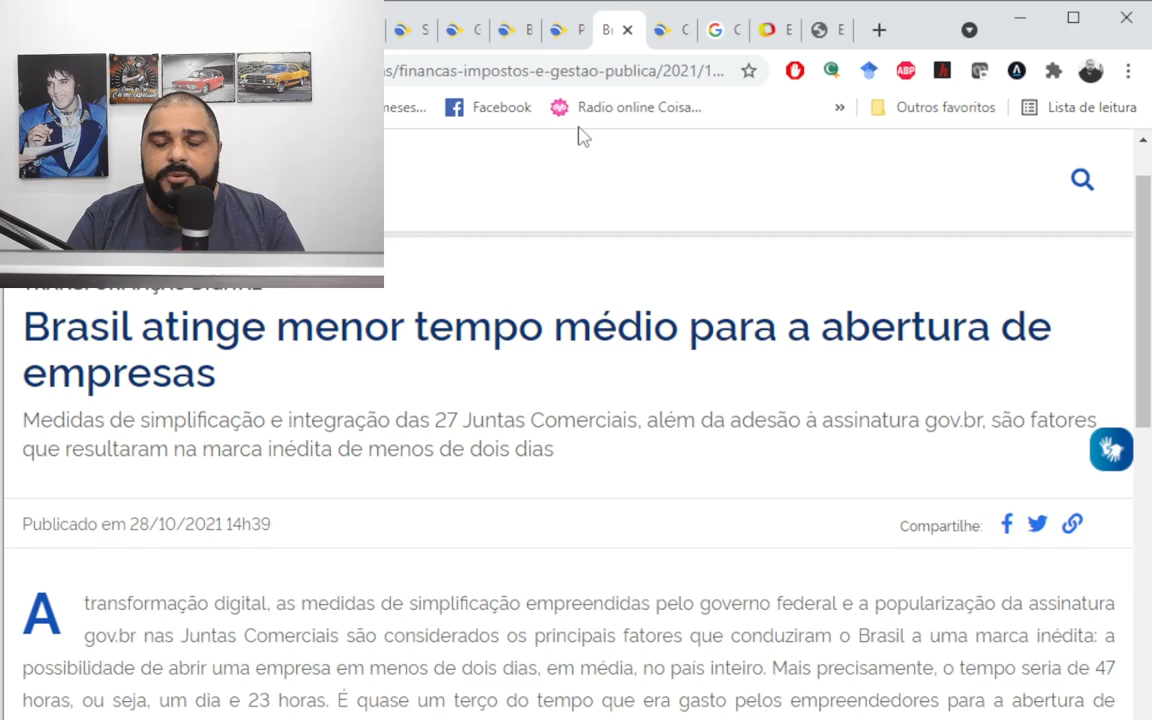 S
C
B
P
Br
C
C
E
E
s/financas-impostos-e-gestao-publica/2021/1...
ABP
meses...
Facebook
Radio online Coisa...
»
Outros favoritos
Lista de leitura
TRANSFORMAÇÃO DIGITAL
Brasil atinge menor tempo médio para a abertura de
empresas
Medidas de simplificação e integração das 27 Juntas Comerciais, além da adesão à assinatura gov.br, são fatores
que resultaram na marca inédita de menos de dois dias
Publicado em 28/10/2021 14h39
Compartilhe:
A transformação digital, as medidas de simplificação empreendidas pelo governo federal e a popularização da assinatura
gov.br nas Juntas Comerciais são considerados os principais fatores que conduziram o Brasil a uma marca inédita: a
possibilidade de abrir uma empresa em menos de dois dias, em média, no país inteiro. Mais precisamente, o tempo seria de 47
horas, ou seja, um dia e 23 horas. É quase um terço do tempo que era gasto pelos empreendedores para a abertura de